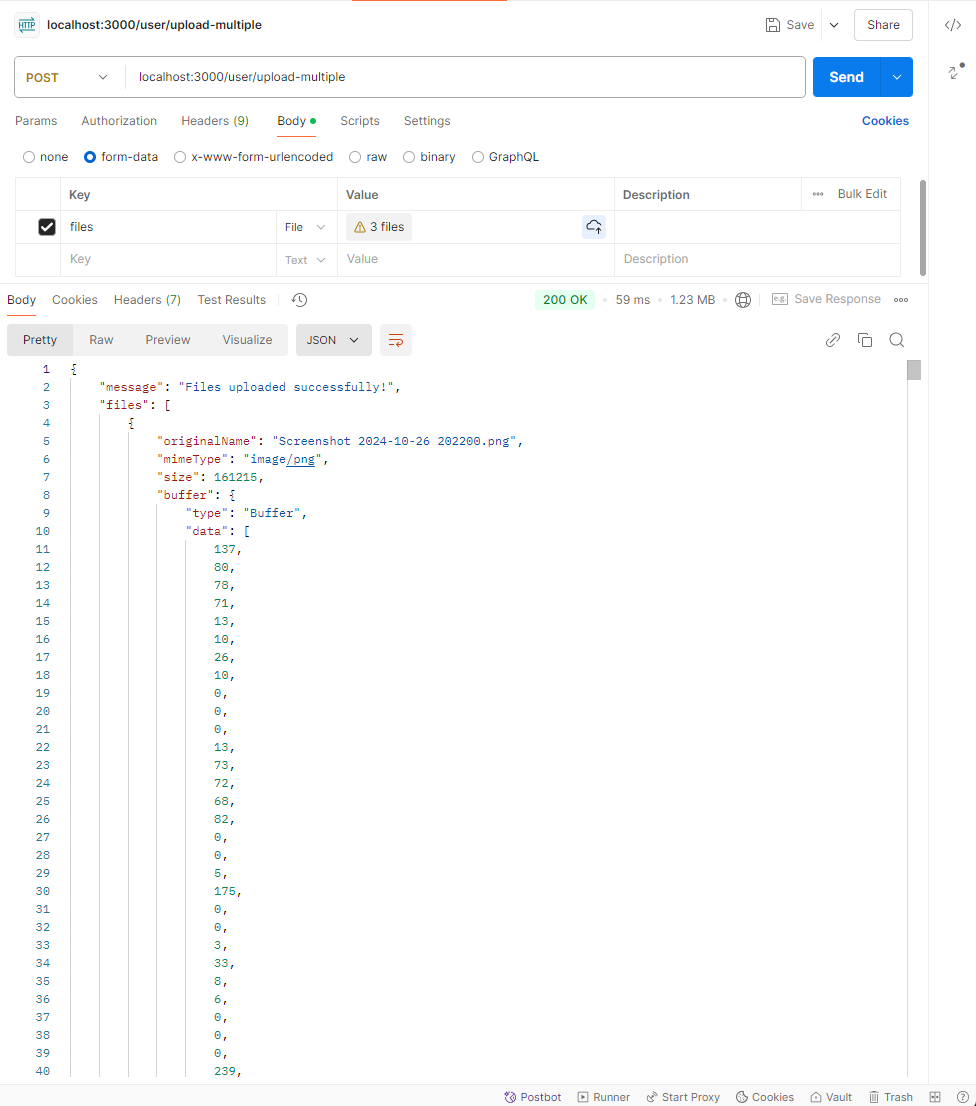 HTTP localhost:3000/user/upload-multiple Save Share </>
POST localhost:3000/user/upload-multiple Send
Params Authorization Headers (9) Body Scripts Settings Cookies
none form-data x-www-form-urlencoded raw binary GraphQL
Key Value Description Bulk Edit
files File 3 files
Key Text Value Description
Body Cookies Headers (7) Test Results 200 OK 59 ms 1.23 MB e.g. Save Response
Pretty Raw Preview Visualize JSON
1 {
2 "message": "Files uploaded successfully!",
3 "files": [
4 {
5 "originalName": "Screenshot 2024-10-26 202200.png",
6 "mimeType": "image/png",
7 "size": 161215,
8 "buffer": {
9 "type": "Buffer",
10 "data": [
11 137,
12 80,
13 78,
14 71,
15 13,
16 10,
17 26,
18 10,
19 0,
20 0,
21 0,
22 13,
23 73,
24 72,
25 68,
26 82,
27 0,
28 0,
29 5,
30 175,
31 0,
32 0,
33 3,
34 33,
35 8,
36 6,
37 0,
38 0,
39 0,
40 239,
Postbot Runner Start Proxy Cookies Vault Trash